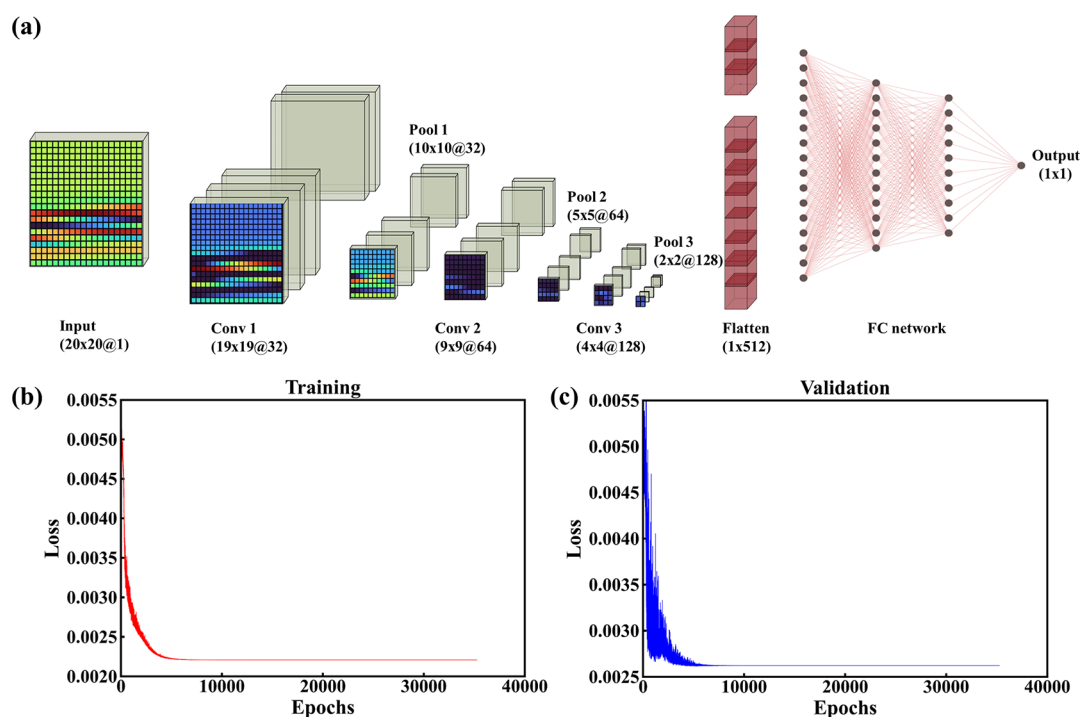 (a)
Pool 1
(10x10@32)
Pool 2
(5x5@64)
Pool 3
(2x2@128)
Output
(1x1)
Input
(20x20@1)
Conv 1
(19x19@32)
Conv 2
(9x9@64)
Conv 3
(4x4@128)
Flatten
(1x512)
FC network
(b)
Training
0.0055
0.0050
0.0045
0.0040
0.0035
0.0030
0.0025
0.0020
Loss
0
10000
20000
30000
40000
Epochs
(c)
Validation
0.0055
0.0050
0.0045
0.0040
0.0035
0.0030
0.0025
Loss
0
10000
20000
30000
40000
Epochs